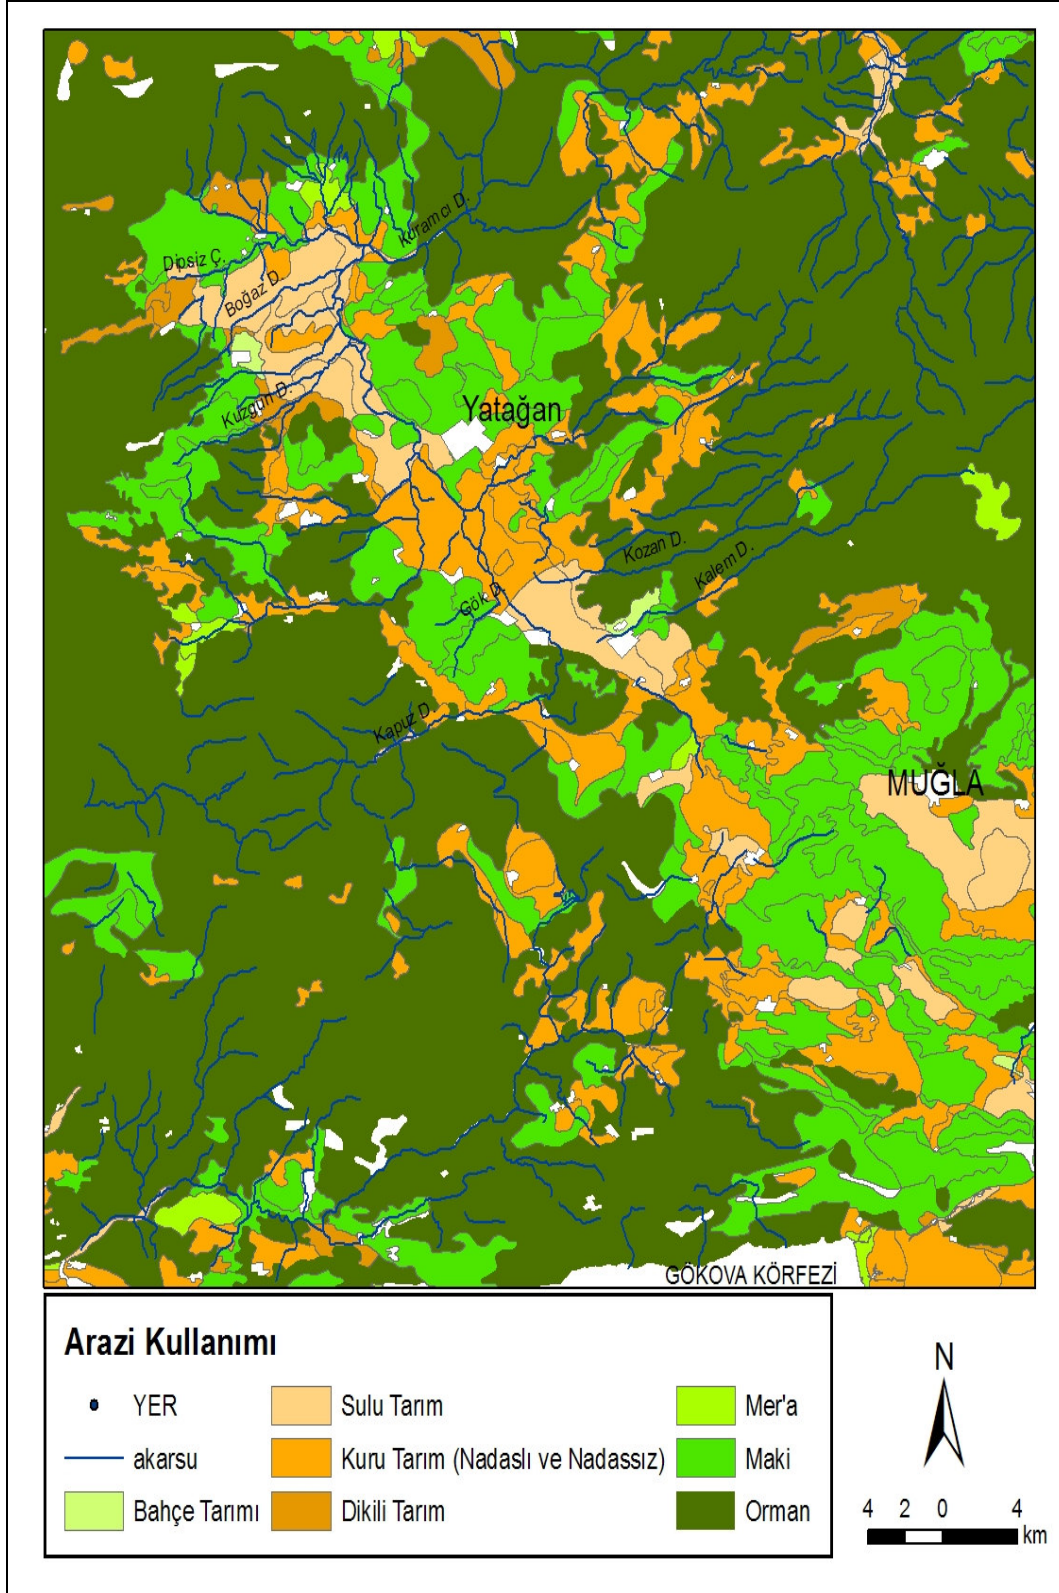 Kuramcı D.
Dipsiz Ç.
Boğaz D.
Kuzgun D.
Yatağan
Kozan D.
Kalem D.
Gök D.
Kapuz D.
MUĞLA
GÖKOVA KÖRFEZİ
Arazi Kullanımı
YER
akarsu
Bahçe Tarımı
Sulu Tarım
Kuru Tarım (Nadaslı ve Nadassız)
Dikili Tarım
Mer'a
Maki
Orman
N
4 2 0 4
km